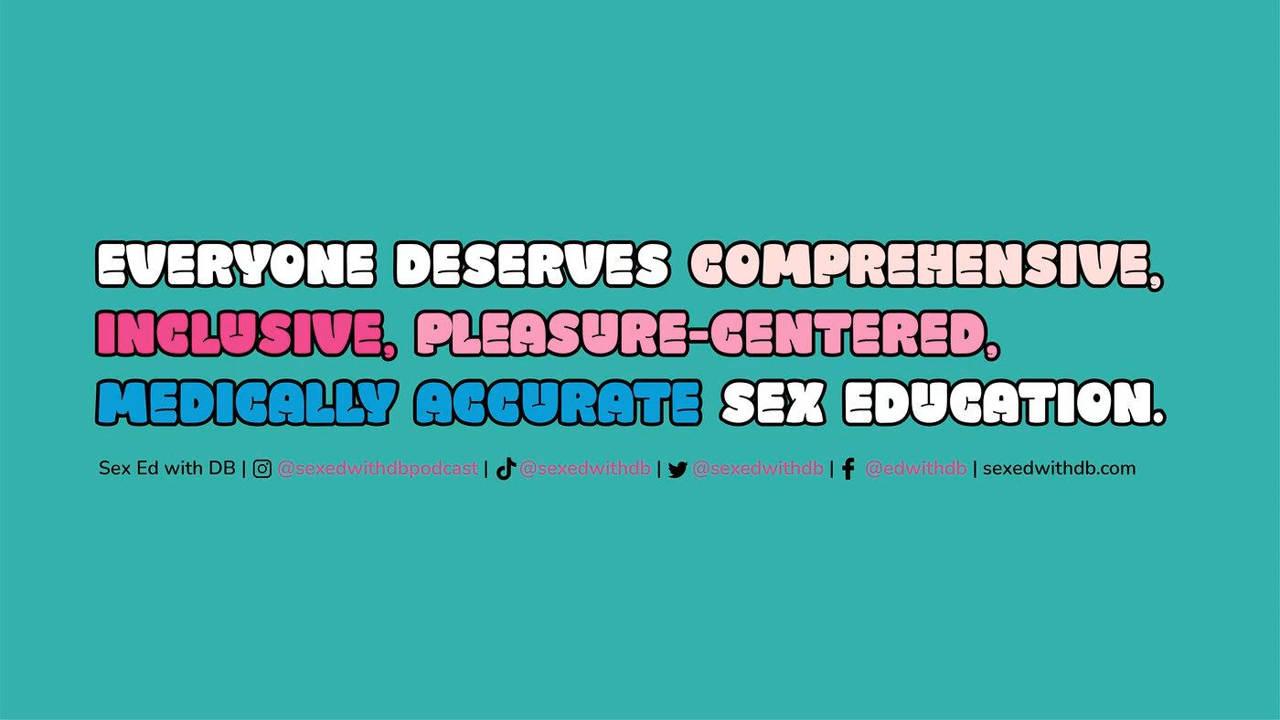 EVERYONE DESERVES COMPREHENSIVE,
INCLUSIVE, PLEASURE-CENTERED,
MEDICALLY ACCURATE SEX EDUCATION.
Sex Ed with DB | @sexedwithdbpodcast | @sexedwithdb | @sexedwithdb | @edwithdb | sexedwithdb.com